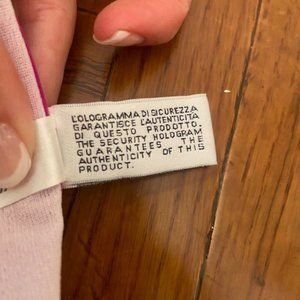 L'OLOGRAMMA DI SICUREZZA
GARANTISCE L'AUTENTICITA
DI QUESTO PRODOTTO.
THE SECURITY HOLOGRAM
GUARANTEES THE
AUTHENTICITY OF THIS
PRODUCT.